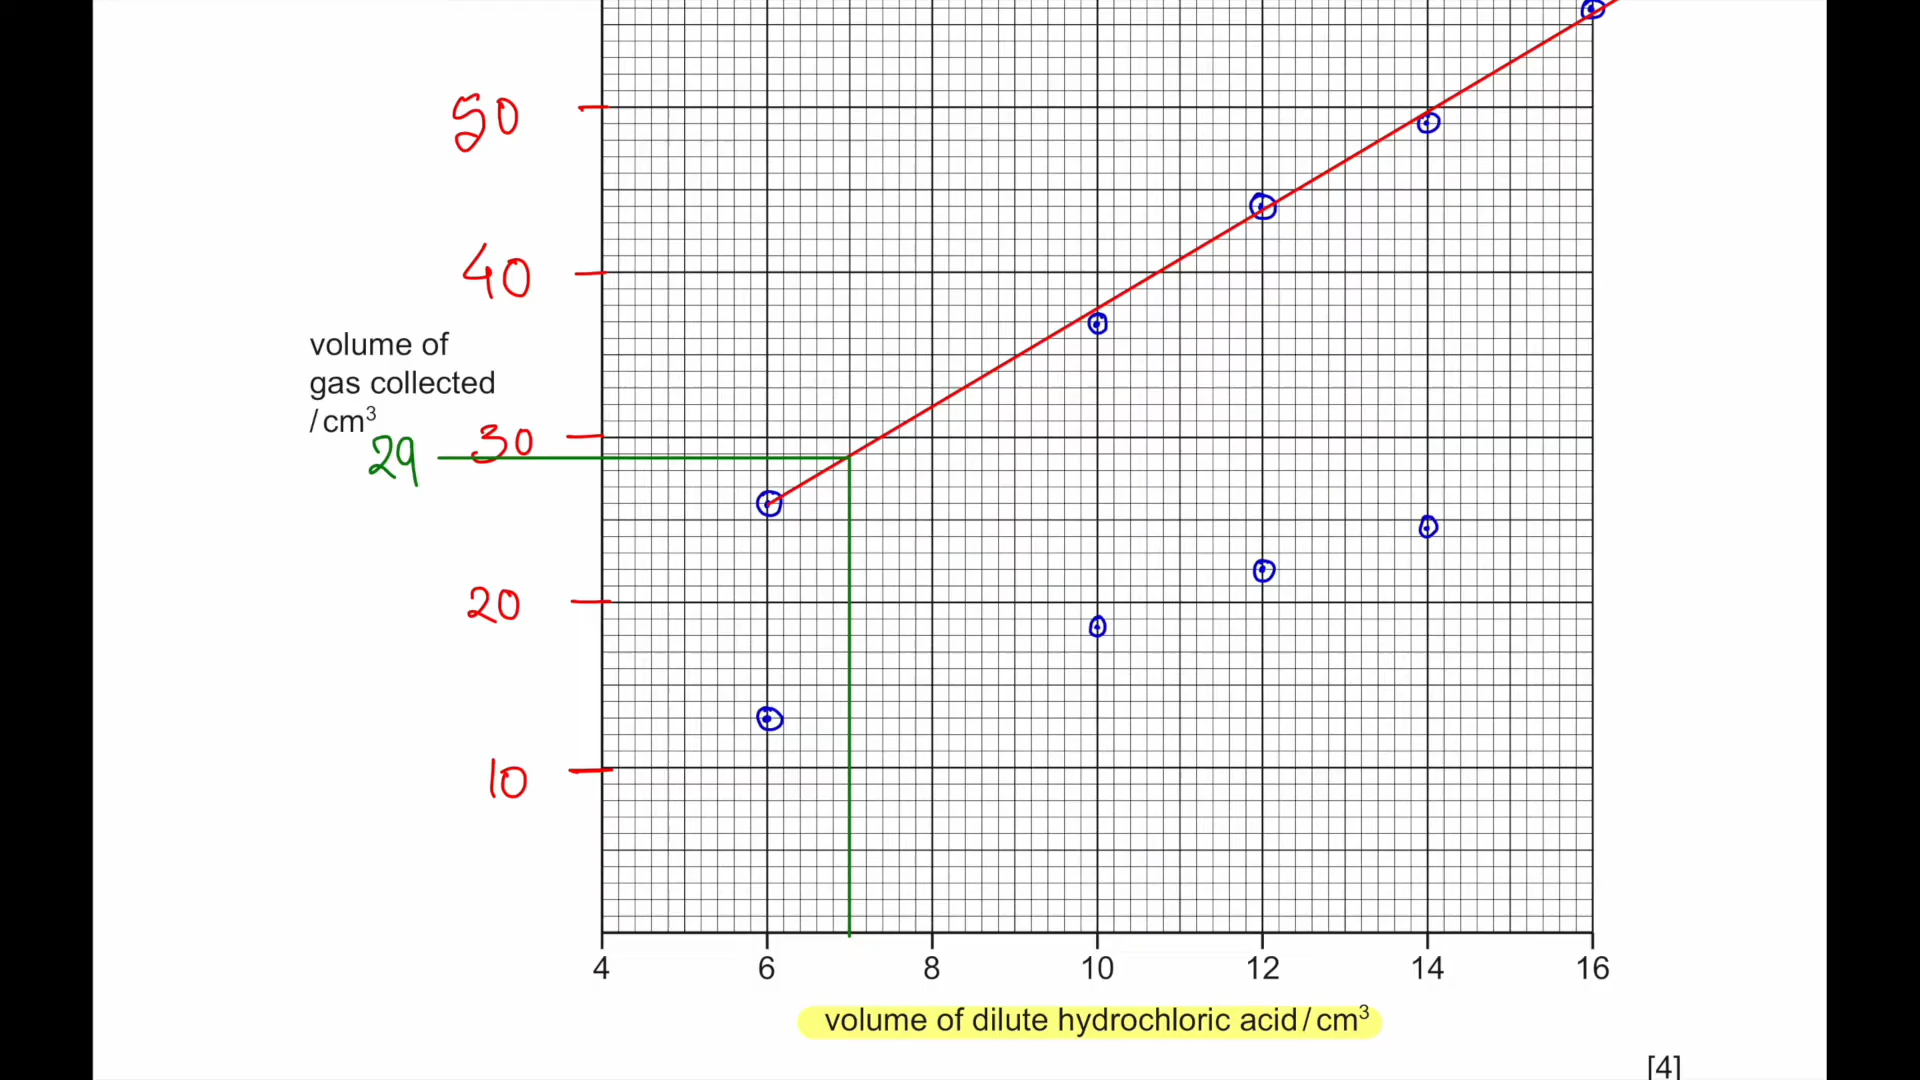 50
40
volume of
gas collected
/cm³
29
30
20
10
4 6 8 10 12 14 16
volume of dilute hydrochloric acid/cm³
[4]